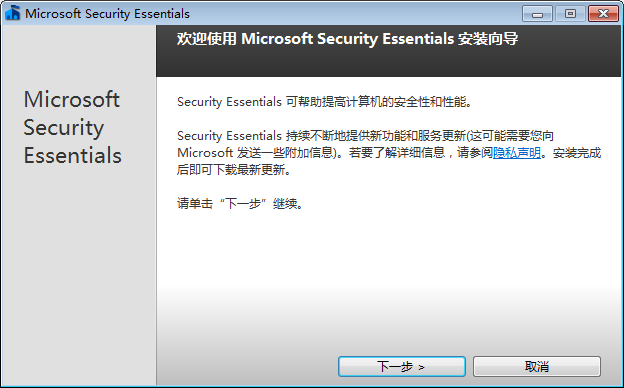 Microsoft Security Essentials
欢迎使用 Microsoft Security Essentials 安装向导
Microsoft
Security
Essentials
Security Essentials 可帮助提高计算机的安全性和性能。
Security Essentials 持续不断地提供新功能和服务更新(这可能需要您向
Microsoft 发送一些附加信息)。若要了解详细信息，请参阅隐私声明。安装完成
后即可下载最新更新。
请单击“下一步”继续。
下一步 >
取消